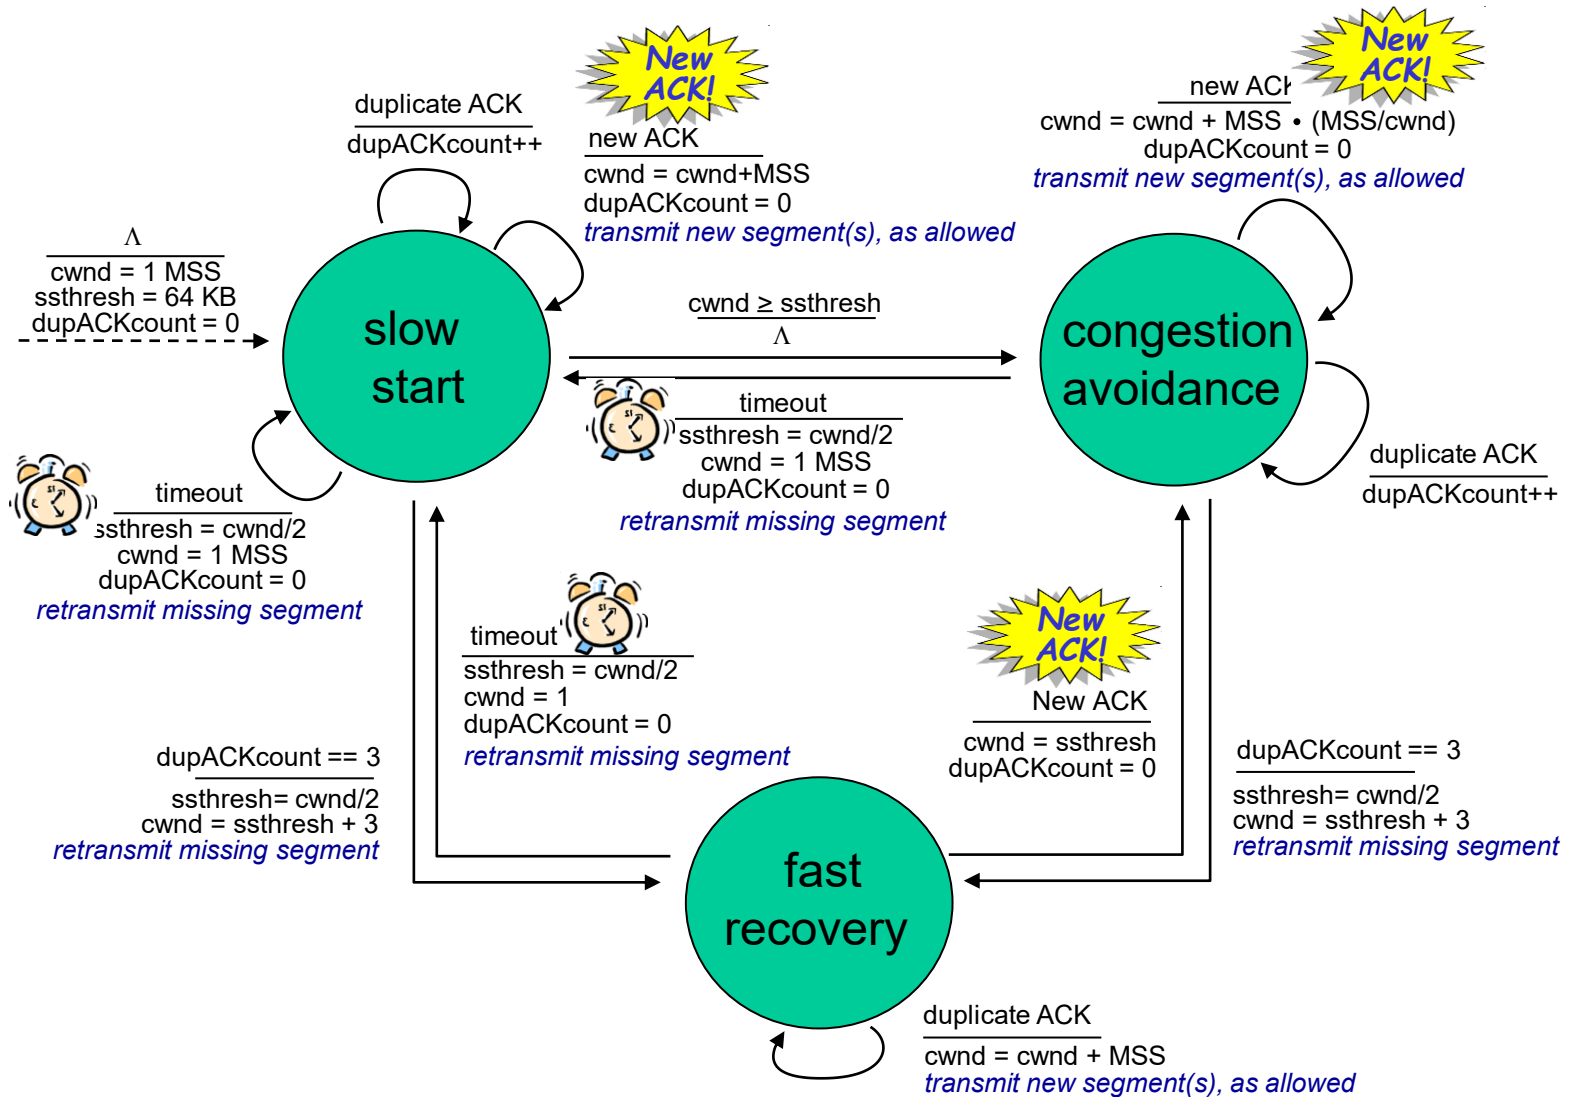 New
ACK!
duplicate ACK
dupACKcount++
new ACK
cwnd = cwnd+MSS
dupACKcount = 0
transmit new segment(s), as allowed
New
ACK!
new ACK
cwnd = cwnd + MSS • (MSS/cwnd)
dupACKcount = 0
transmit new segment(s), as allowed
Λ
cwnd = 1 MSS
ssthresh = 64 KB
dupACKcount = 0
slow
start
cwnd ≥ ssthresh
Λ
congestion
avoidance
timeout
ssthresh = cwnd/2
cwnd = 1 MSS
dupACKcount = 0
retransmit missing segment
duplicate ACK
dupACKcount++
timeout
ssthresh = cwnd/2
cwnd = 1 MSS
dupACKcount = 0
retransmit missing segment
timeout
ssthresh = cwnd/2
cwnd = 1
dupACKcount = 0
retransmit missing segment
New
ACK!
New ACK
cwnd = ssthresh
dupACKcount = 0
dupACKcount == 3
ssthresh= cwnd/2
cwnd = ssthresh + 3
retransmit missing segment
dupACKcount == 3
ssthresh= cwnd/2
cwnd = ssthresh + 3
retransmit missing segment
fast
recovery
duplicate ACK
cwnd = cwnd + MSS
transmit new segment(s), as allowed